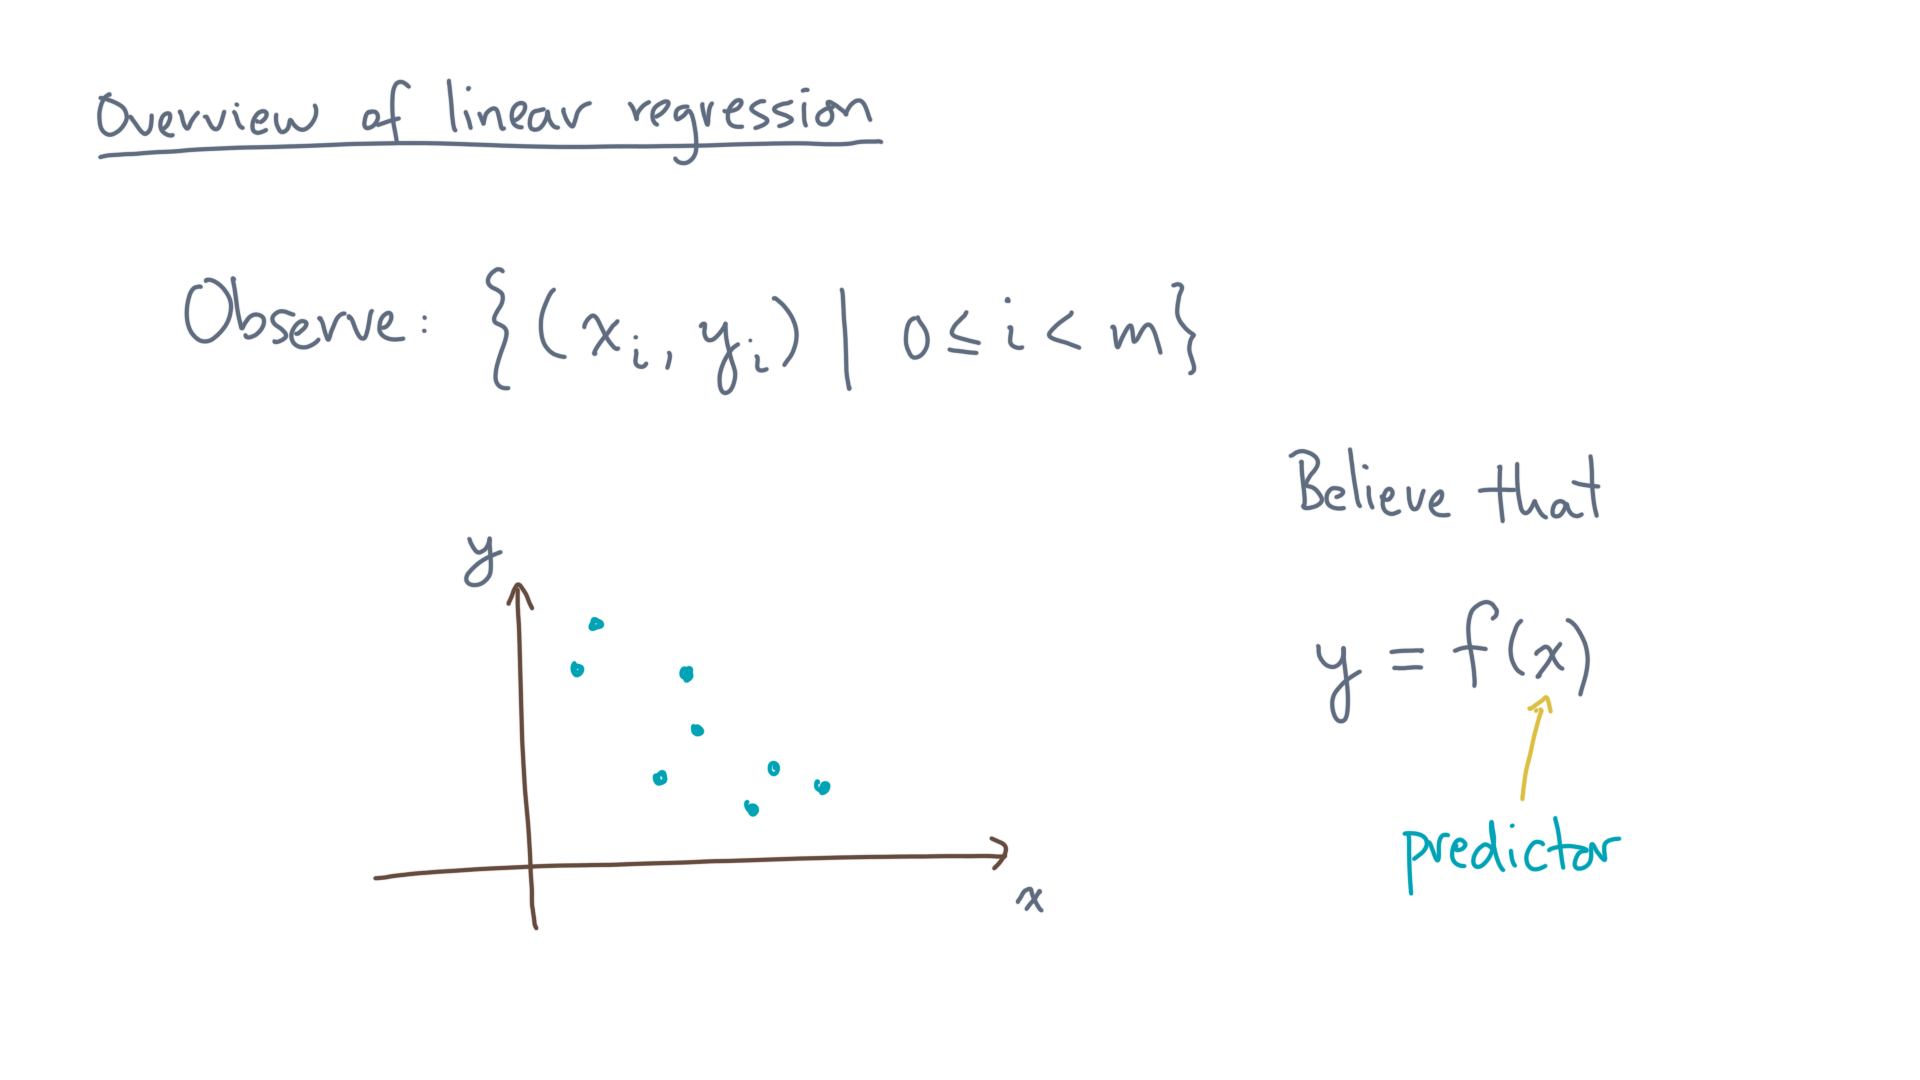 Overview of linear regression
Observe: {(xᵢ, yᵢ) | 0 ≤ i < m}
Believe that
y
y = f(x)
predictor
x